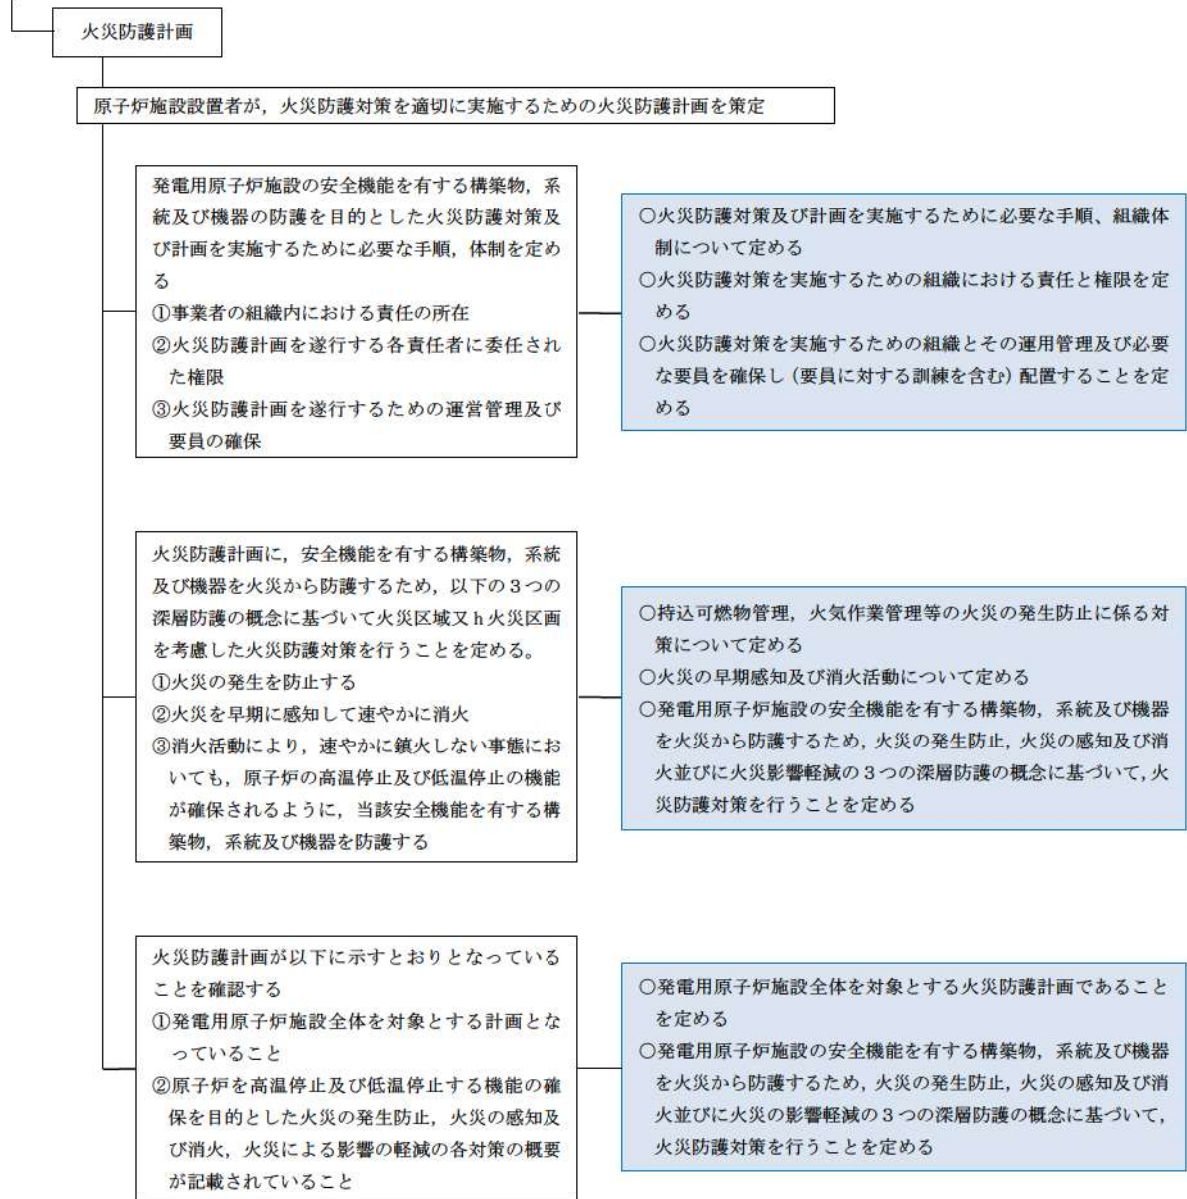 火災防護計画
原子炉施設設置者が，火災防護対策を適切に実施するための火災防護計画を策定
発電用原子炉施設の安全機能を有する構築物，系
統及び機器の防護を目的とした火災防護対策及
び計画を実施するために必要な手順，体制を定め
る
①事業者の組織内における責任の所在
②火災防護計画を遂行する各責任者に委任され
た権限
③火災防護計画を遂行するための運営管理及び
要員の確保
○火災防護対策及び計画を実施するために必要な手順、組織体
制について定める
○火災防護対策を実施するための組織における責任と権限を定
める
○火災防護対策を実施するための組織とその運用管理及び必要
な要員を確保し（要員に対する訓練を含む）配置することを定
める
火災防護計画に，安全機能を有する構築物，系統
及び機器を火災から防護するため，以下の３つの
深層防護の概念に基づいて火災区域又ｈ火災区画
を考慮した火災防護対策を行うことを定める。
①火災の発生を防止する
②火災を早期に感知して速やかに消火
③消火活動により，速やかに鎮火しない事態にお
いても，原子炉の高温停止及び低温停止の機能
が確保されるように，当該安全機能を有する構
築物，系統及び機器を防護する
○持込可燃物管理，火気作業管理等の火災の発生防止に係る対
策について定める
○火災の早期感知及び消火活動について定める
○発電用原子炉施設の安全機能を有する構築物，系統及び機器
を火災から防護するため，火災の発生防止，火災の感知及び消
火並びに火災影響軽減の３つの深層防護の概念に基づいて，火
災防護対策を行うことを定める
火災防護計画が以下に示すとおりとなっている
ことを確認する
①発電用原子炉施設全体を対象とする計画とな
っていること
②原子炉を高温停止及び低温停止する機能の確
保を目的とした火災の発生防止，火災の感知及
び消火，火災による影響の軽減の各対策の概要
が記載されていること
○発電用原子炉施設全体を対象とする火災防護計画であること
を定める
○発電用原子炉施設の安全機能を有する構築物，系統及び機器
を火災から防護するため，火災の発生防止，火災の感知及び消
火並びに火災の影響軽減の３つの深層防護の概念に基づいて，
火災防護対策を行うことを定める